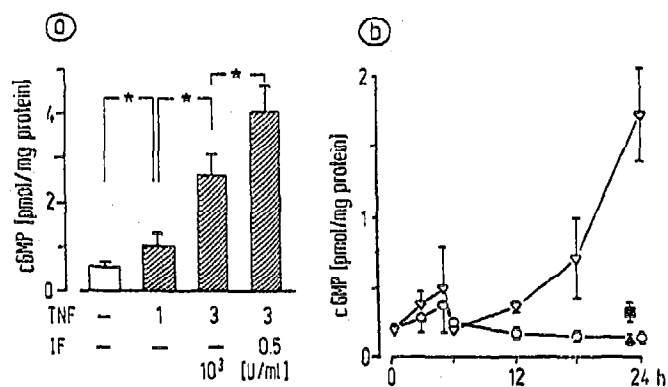 a
b
cGMP [pmol/mg protein]
4
2
0
*
*
*
TNF – 1 3 3
IF – – – 0.5
10³ [U/ml]
cGMP [pmol/mg protein]
2
1
0
0 12 24 h